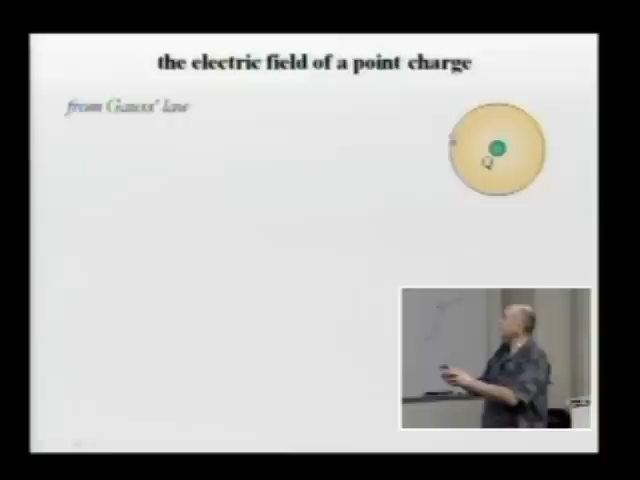 the electric field of a point charge
from Gauss' law
Q